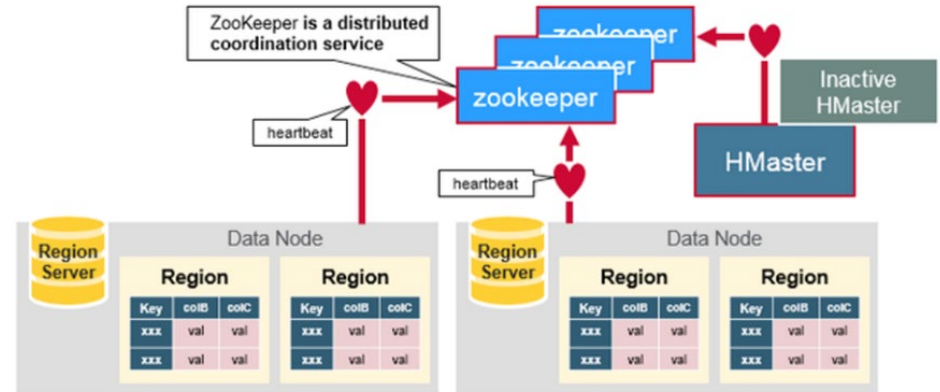 ZooKeeper is a distributed
coordination service
zookeeper
zookeeper
zookeeper
Inactive
HMaster
HMaster
heartbeat
heartbeat
Region
Server
Data Node
Region
Key colB colC
xxx val val
xxx val val
Region
Key colB colC
xxx val val
xxx val val
Region
Server
Data Node
Region
Key colB colC
xxx val val
xxx val val
Region
Key colB colC
xxx val val
xxx val val